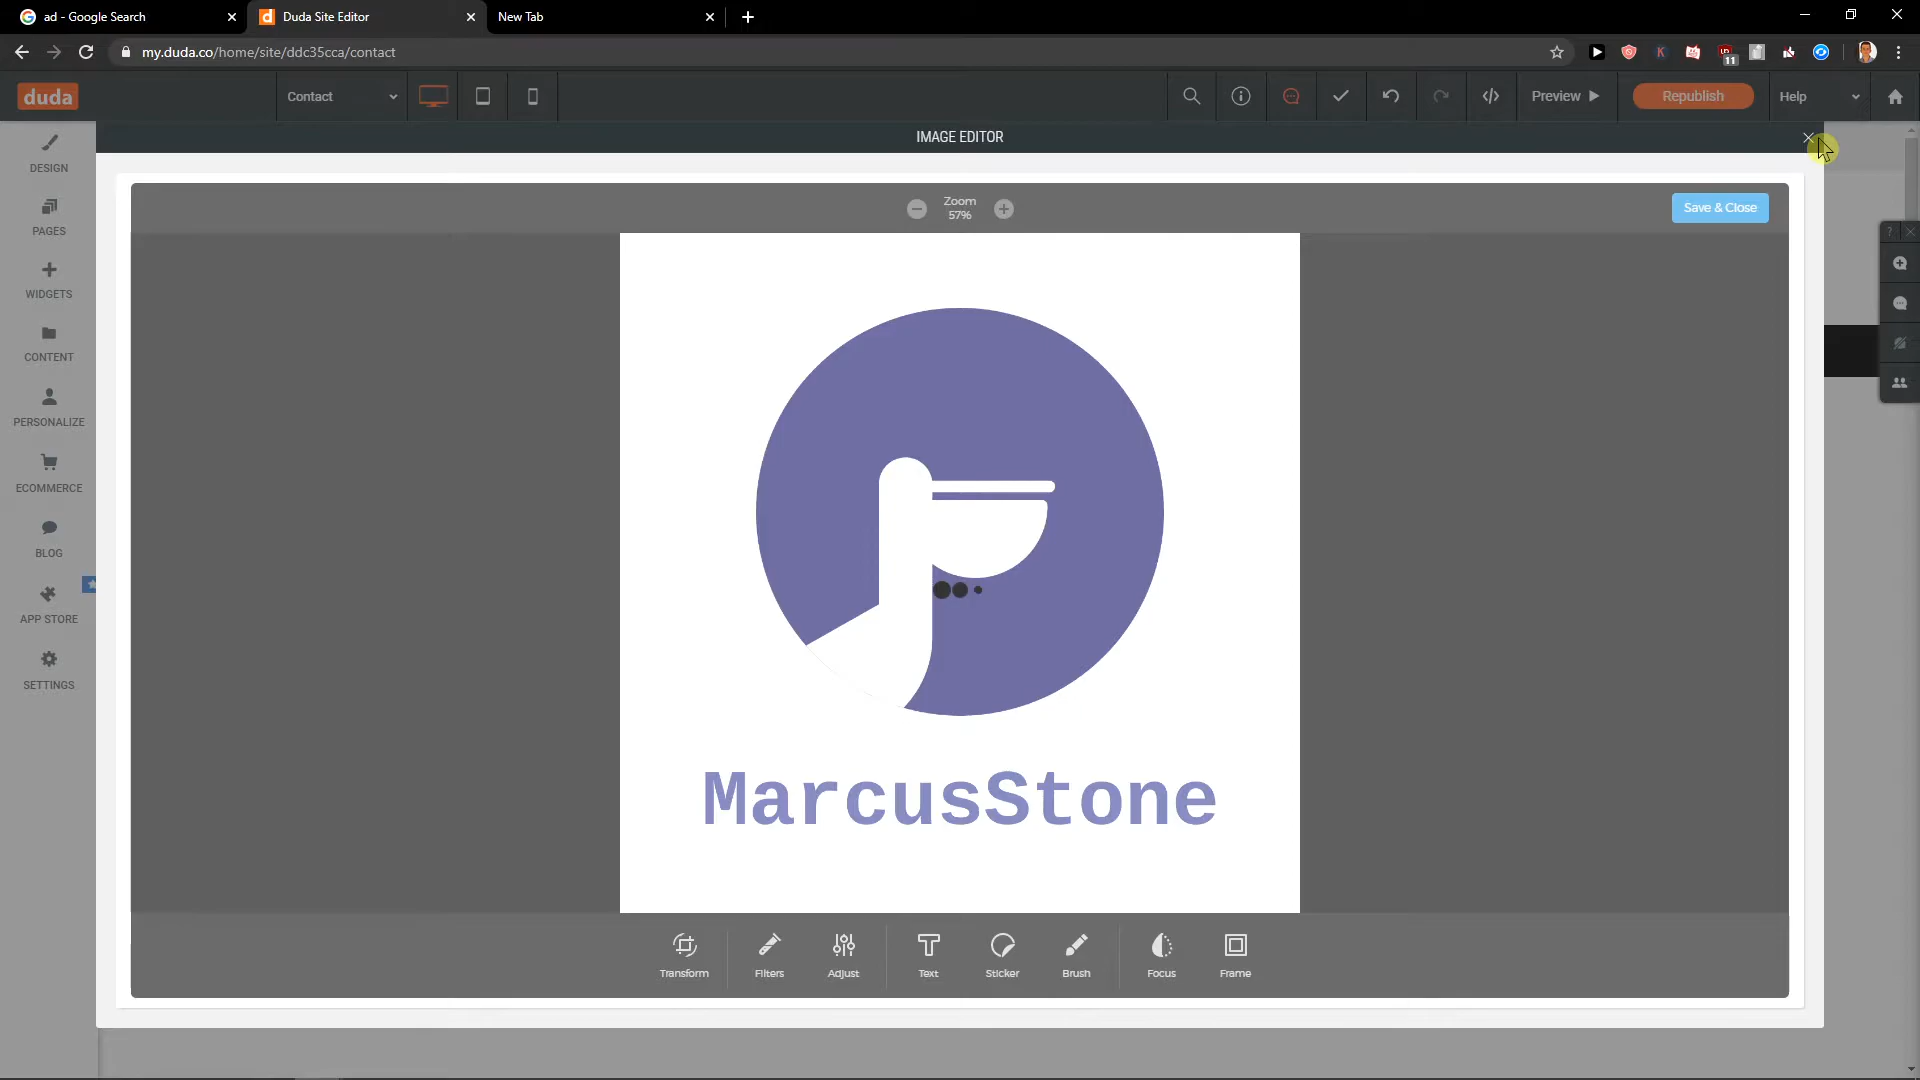 ad - Google Search
Duda Site Editor
New Tab
my.duda.co/home/site/ddc35cca/contact
11
duda
Contact
Preview
Republish
Help
IMAGE EDITOR
DESIGN
PAGES
WIDGETS
CONTENT
PERSONALIZE
ECOMMERCE
BLOG
APP STORE
SETTINGS
Zoom
57%
Save & Close
MarcusStone
Transform
Filters
Adjust
Text
Sticker
Brush
Focus
Frame